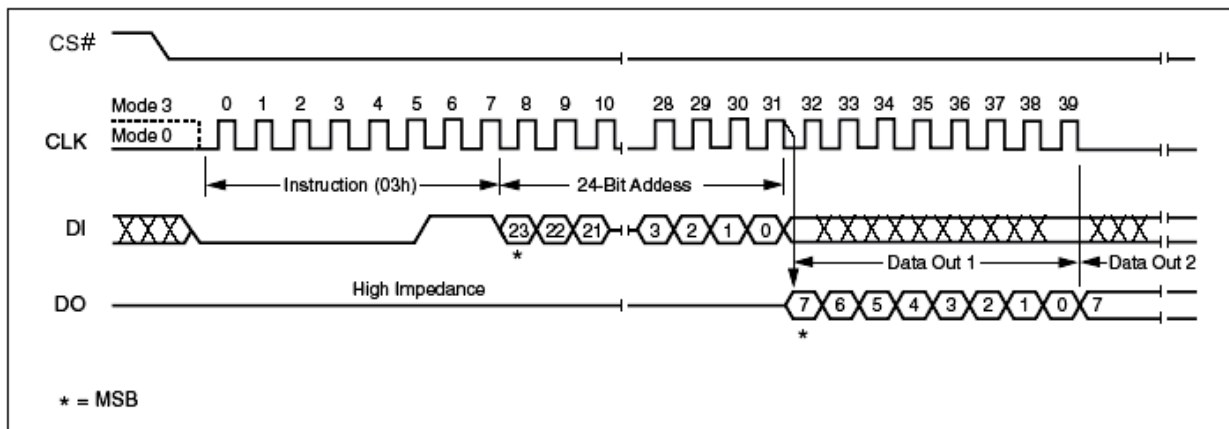 CS#
Mode 3 0 1 2 3 4 5 6 7 8 9 10 28 29 30 31 32 33 34 35 36 37 38 39
CLK Mode 0
Instruction (03h) 24-Bit Addess
DI 23 22 21 3 2 1 0
* Data Out 1 Data Out 2
High Impedance
DO 7 6 5 4 3 2 1 0 7
*
* = MSB